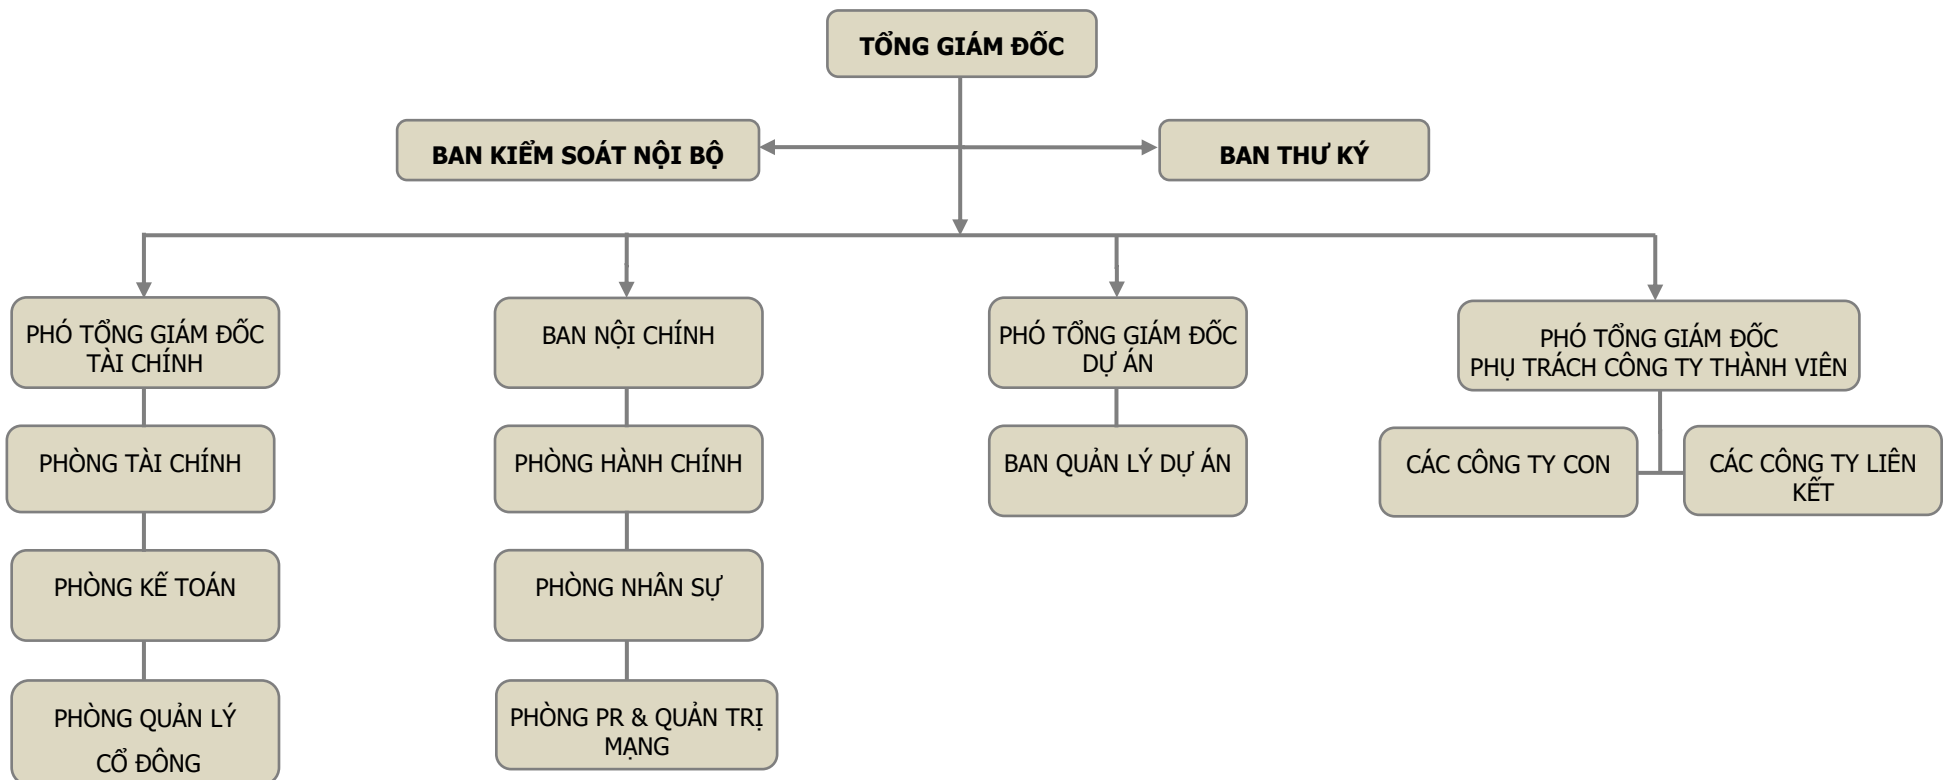 TỔNG GIÁM ĐỐC
BAN KIỂM SOÁT NỘI BỘ
BAN THƯ KÝ
PHÓ TỔNG GIÁM ĐỐC
TÀI CHÍNH
BAN NỘI CHÍNH
PHÓ TỔNG GIÁM ĐỐC
DỰ ÁN
PHÓ TỔNG GIÁM ĐỐC
PHỤ TRÁCH CÔNG TY THÀNH VIÊN
PHÒNG TÀI CHÍNH
PHÒNG HÀNH CHÍNH
BAN QUẢN LÝ DỰ ÁN
CÁC CÔNG TY CON
CÁC CÔNG TY LIÊN
KẾT
PHÒNG KẾ TOÁN
PHÒNG NHÂN SỰ
PHÒNG QUẢN LÝ
CỔ ĐÔNG
PHÒNG PR & QUẢN TRỊ
MẠNG